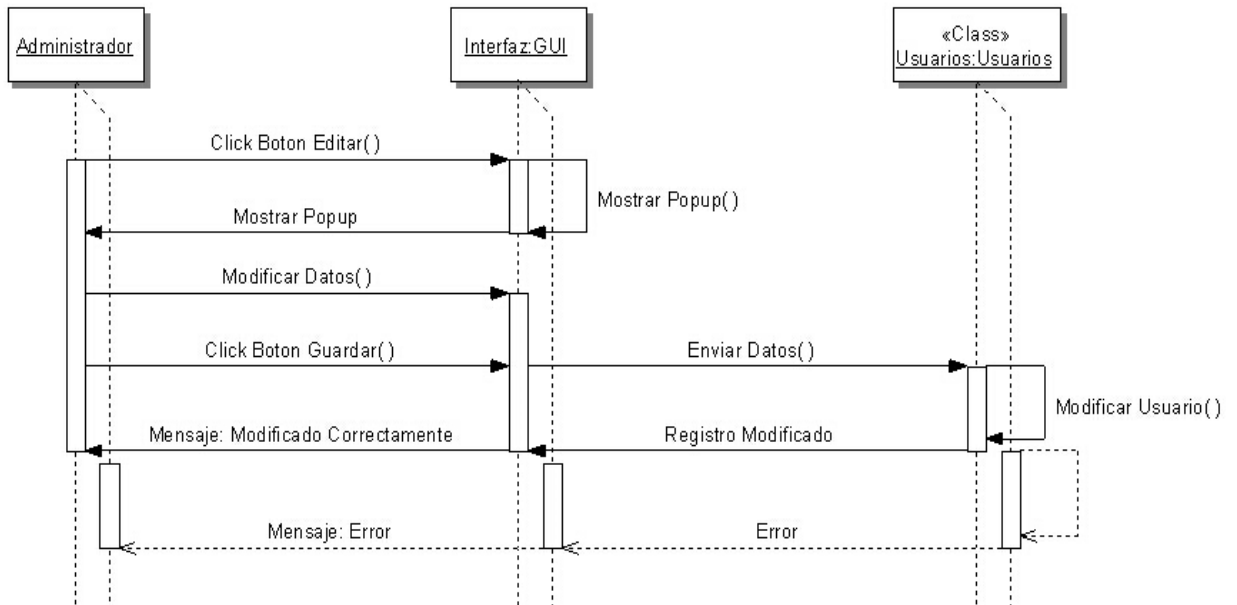 Administrador
Interfaz:GUI
«Class»
Usuarios:Usuarios
Click Boton Editar()
Mostrar Popup()
Mostrar Popup
Modificar Datos()
Click Boton Guardar()
Enviar Datos()
Modificar Usuario()
Mensaje: Modificado Correctamente
Registro Modificado
Mensaje: Error
Error